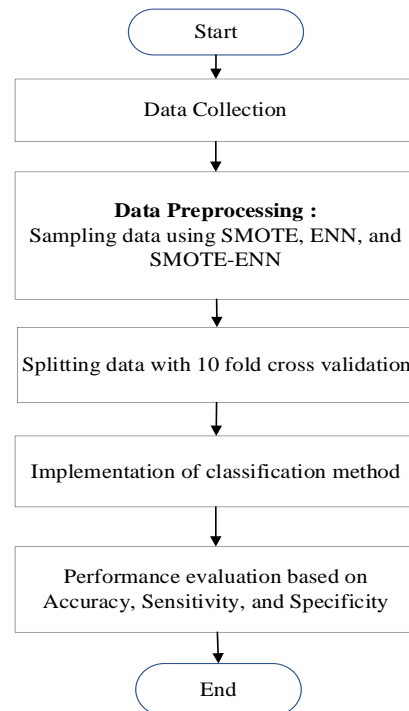 Start
Data Collection
Data Preprocessing :
Sampling data using SMOTE, ENN, and
SMOTE-ENN
Splitting data with 10 fold cross validation
Implementation of classification method
Performance evaluation based on
Accuracy, Sensitivity, and Specificity
End